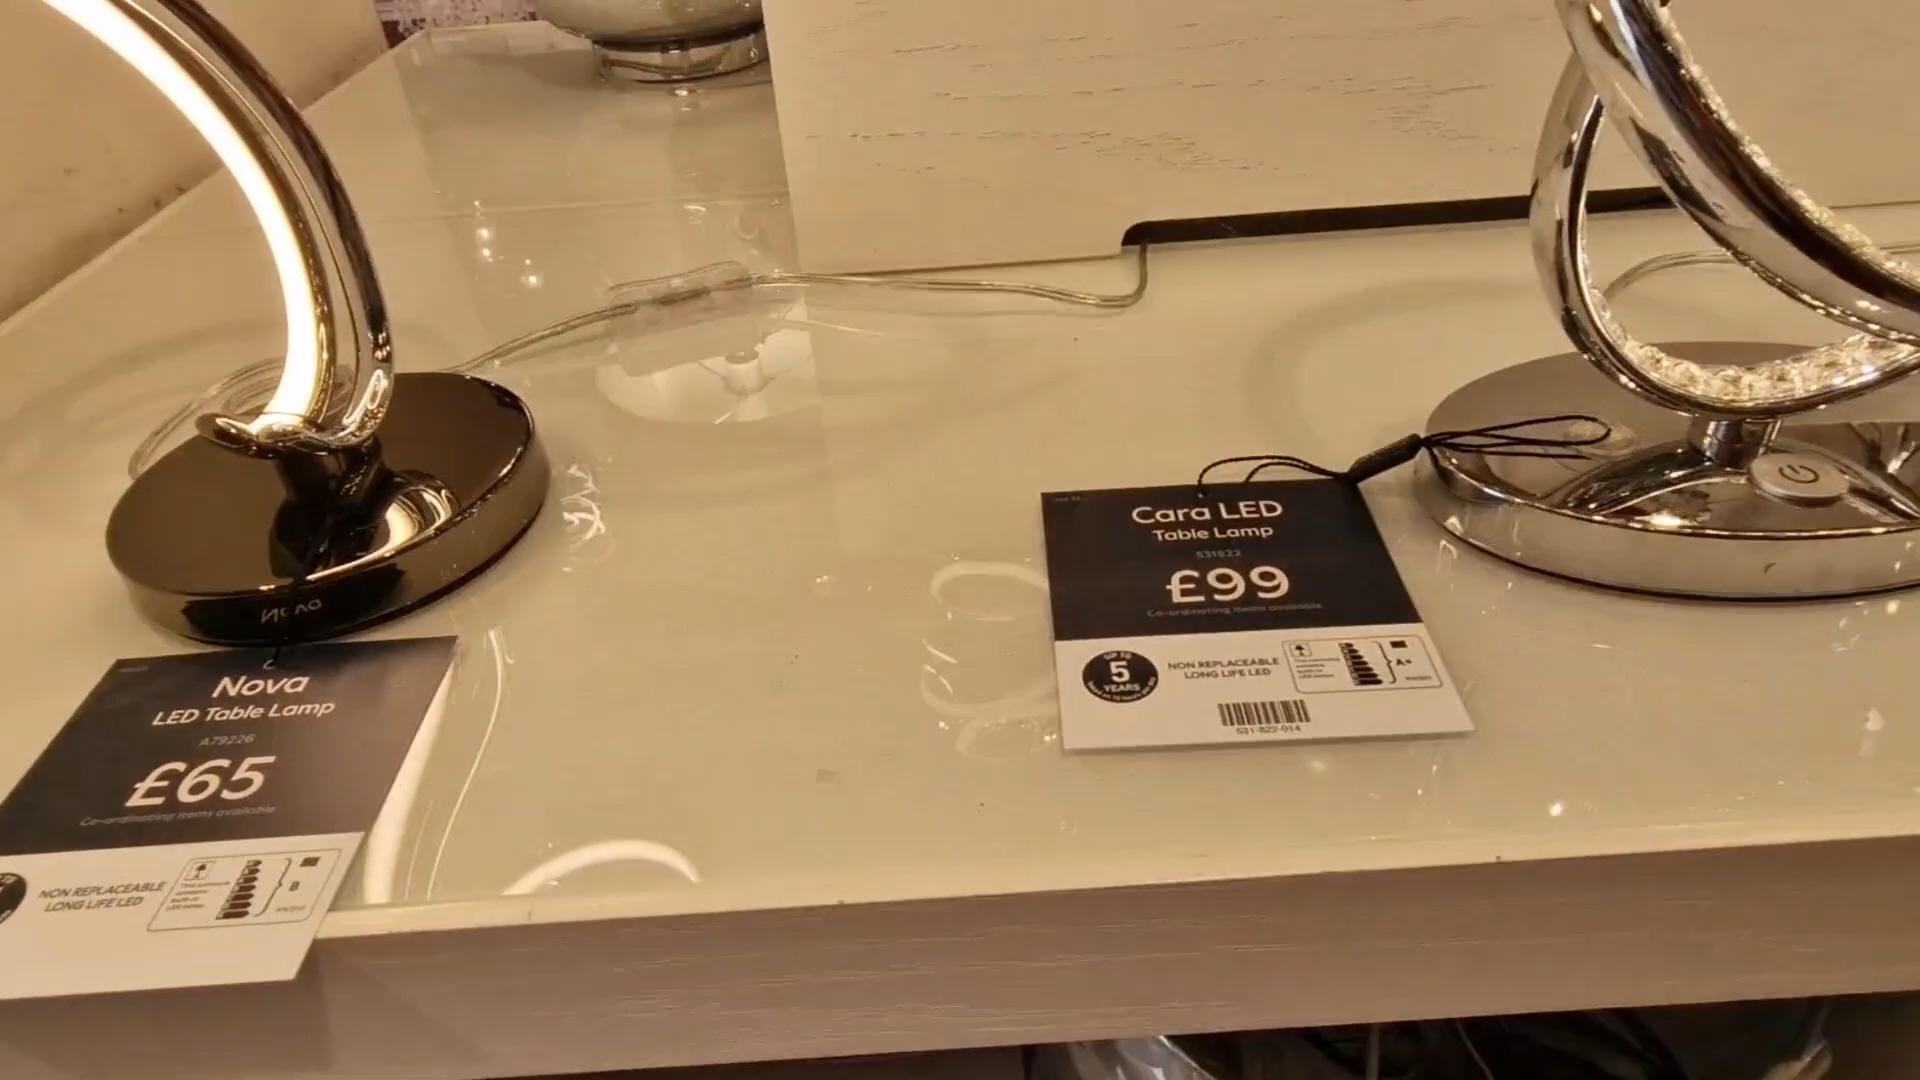 Nova
LED Table Lamp
A79226
£65
Co-ordinating items available
NON REPLACEABLE
LONG LIFE LED
B
Cara LED
Table Lamp
531822
£99
Co-ordinating items available
UP TO
5
YEARS
NON REPLACEABLE
LONG LIFE LED
A+
531-822-014